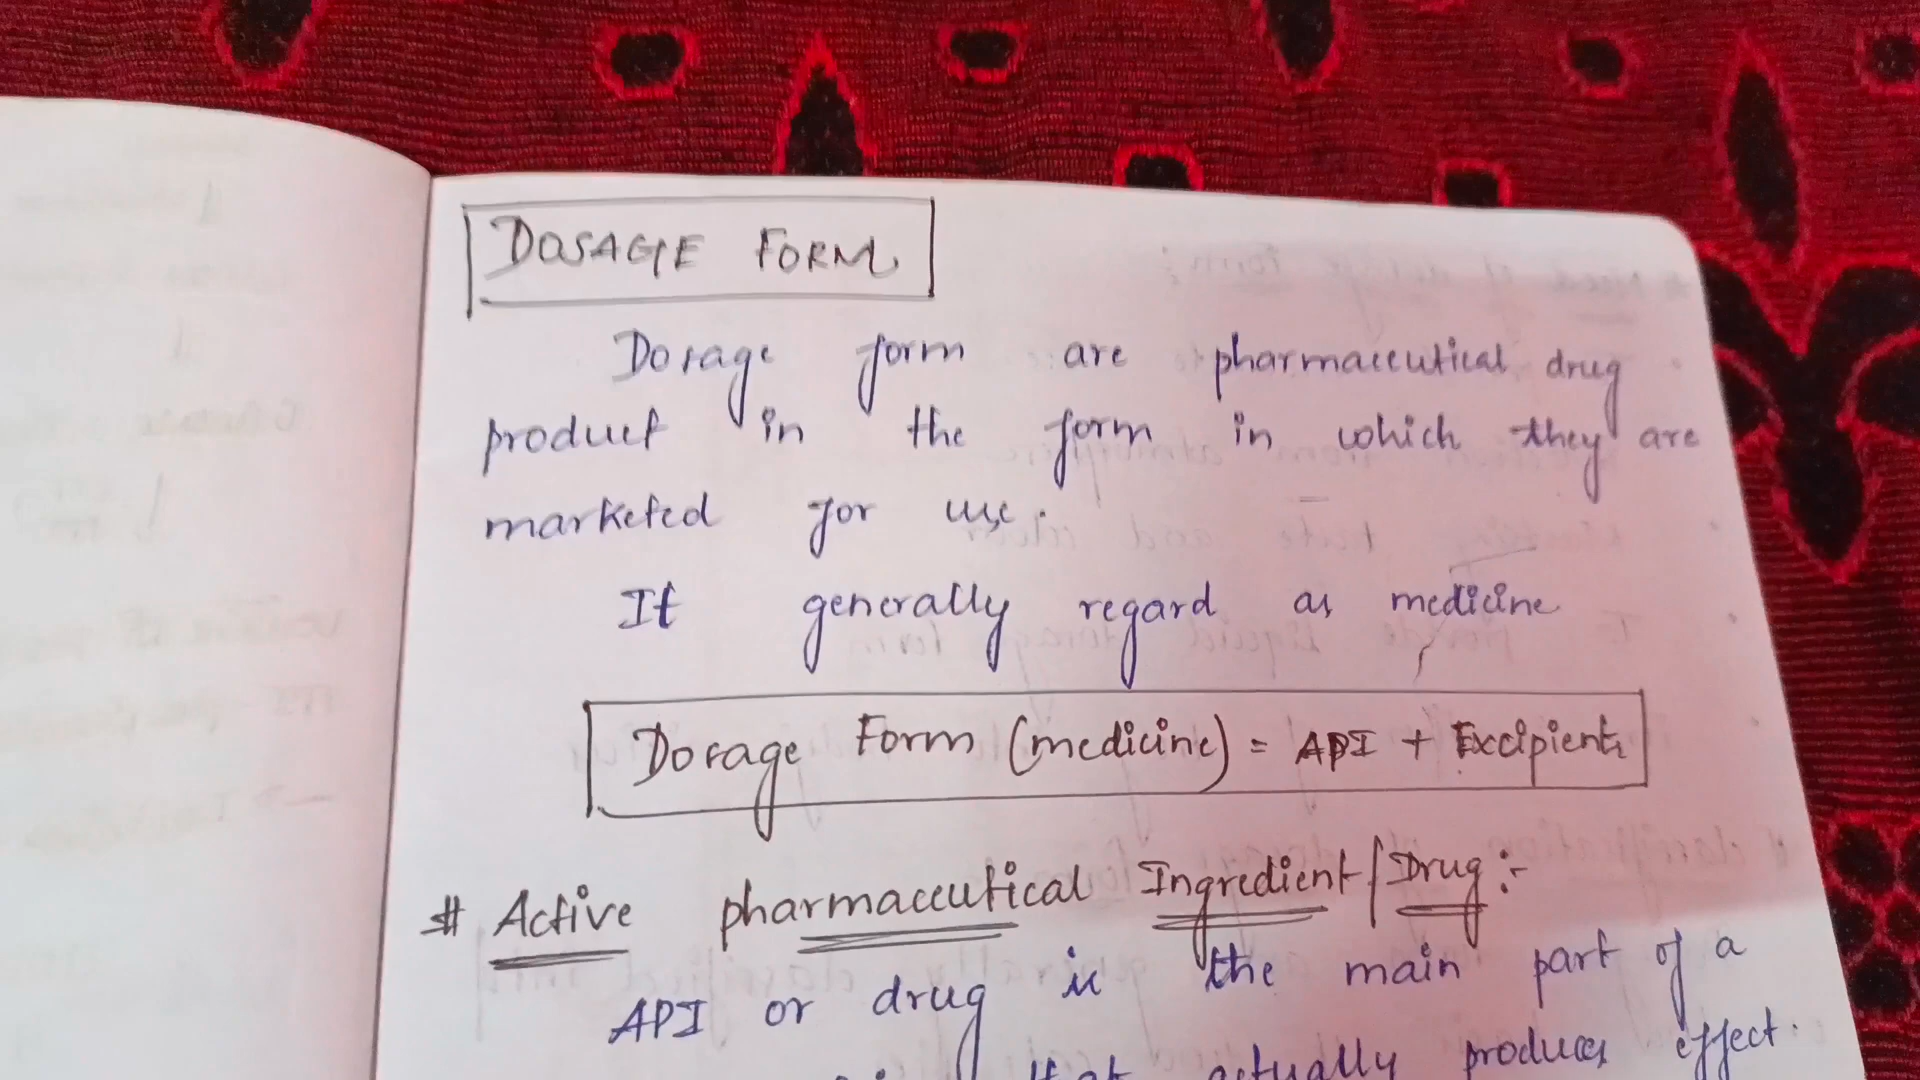 DOSAGE FORM
Dosage form are pharmaceutical drug
product in the form in which they are
marketed for use.
It generally regard as medicine
Dosage Form (medicine) = API + Excipients
# Active pharmaceutical Ingredient / Drug :-
API or drug is the main part of a
that actually produces effect.